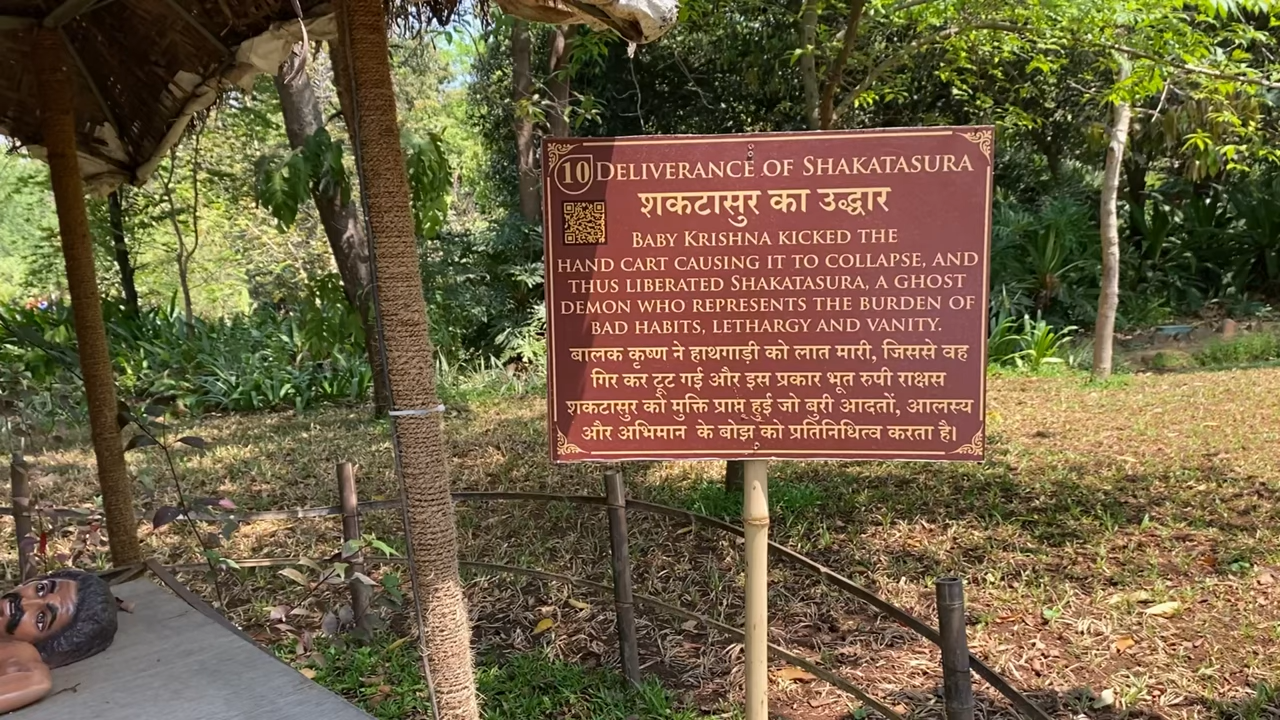 10 DELIVERANCE OF SHAKATASURA
शकटासुर का उद्धार
BABY KRISHNA KICKED THE
HAND CART CAUSING IT TO COLLAPSE, AND
THUS LIBERATED SHAKATASURA, A GHOST
DEMON WHO REPRESENTS THE BURDEN OF
BAD HABITS, LETHARGY AND VANITY.
बालक कृष्ण ने हाथगाड़ी को लात मारी, जिससे वह
गिर कर टूट गई और इस प्रकार भूत रुपी राक्षस
शकटासुर को मुक्ति प्राप्त हुई जो बुरी आदतों, आलस्य
और अभिमान के बोझ को प्रतिनिधित्व करता है।